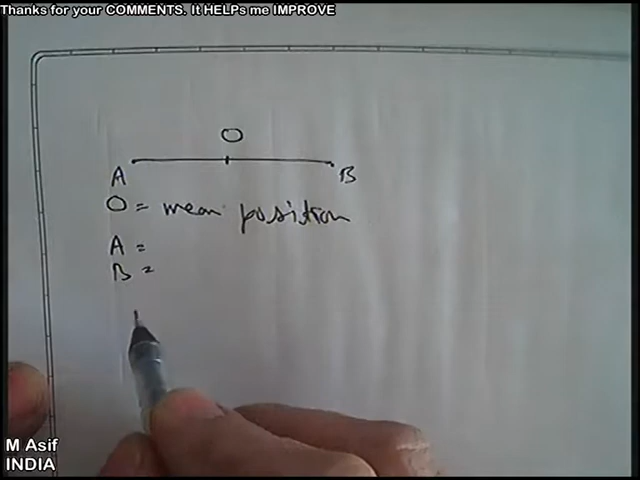 Thanks for your COMMENTS. It HELPs me IMPROVE
O
A B
O = mean position
A =
B =
M Asif
INDIA